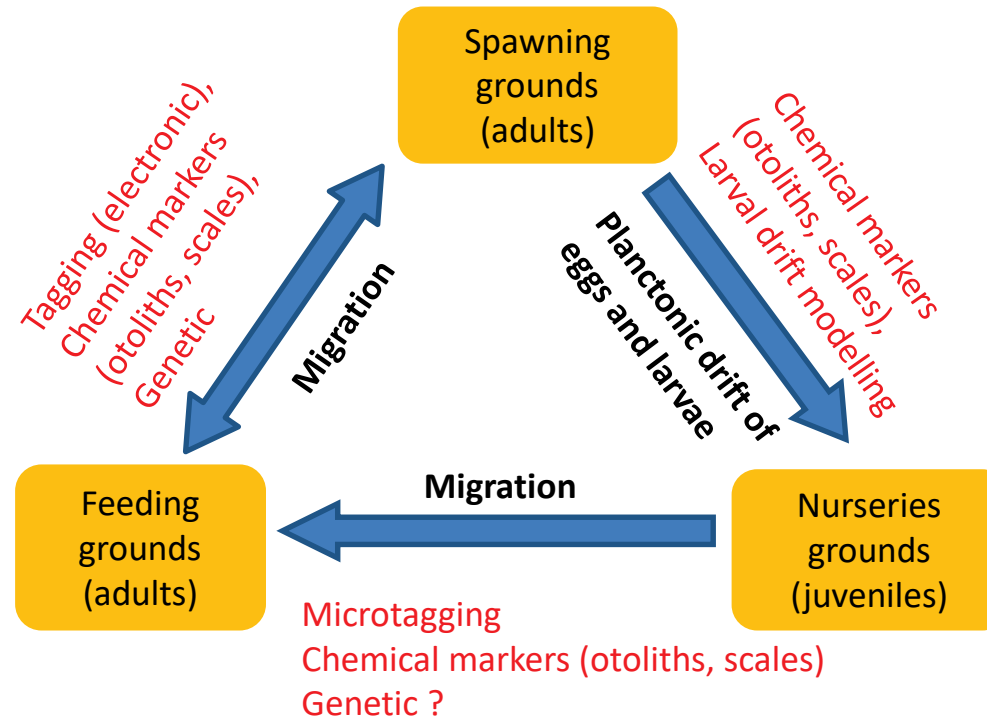 Spawning
grounds
(adults)
Tagging (electronic),
Chemical markers
(otoliths, scales),
Genetic
Migration
Chemical markers
(otoliths, scales),
Larval drift modelling
Planctonic drift of
eggs and larvae
Feeding
grounds
(adults)
Migration
Nurseries
grounds
(juveniles)
Microtagging
Chemical markers (otoliths, scales)
Genetic ?